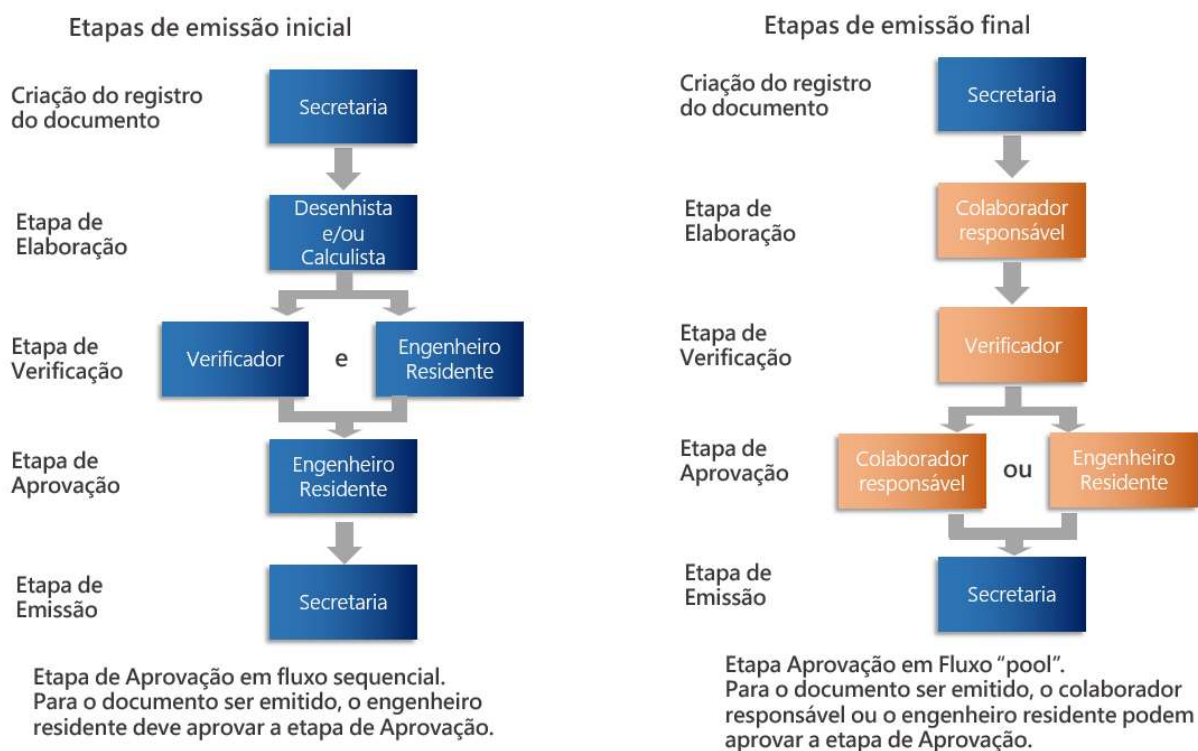 Etapas de emissão inicial
Criação do registro
do documento
Secretaria
Etapa de
Elaboração
Desenhista
e/ou
Calculista
Etapa de
Verificação
Verificador
e
Engenheiro
Residente
Etapa de
Aprovação
Engenheiro
Residente
Etapa de
Emissão
Secretaria
Etapa de Aprovação em fluxo sequencial.
Para o documento ser emitido, o engenheiro
residente deve aprovar a etapa de Aprovação.
Etapas de emissão final
Criação do registro
do documento
Secretaria
Etapa de
Elaboração
Colaborador
responsável
Etapa de
Verificação
Verificador
Etapa de
Aprovação
Colaborador
responsável
ou
Engenheiro
Residente
Etapa de
Emissão
Secretaria
Etapa Aprovação em Fluxo “pool”.
Para o documento ser emitido, o colaborador
responsável ou o engenheiro residente podem
aprovar a etapa de Aprovação.